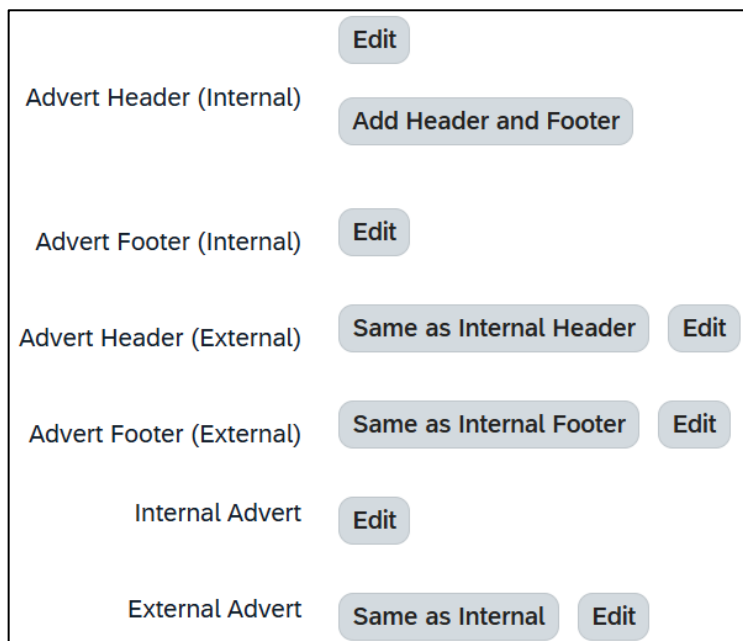 Edit
Advert Header (Internal)
Add Header and Footer
Advert Footer (Internal) Edit
Advert Header (External) Same as Internal Header Edit
Advert Footer (External) Same as Internal Footer Edit
Internal Advert Edit
External Advert Same as Internal Edit